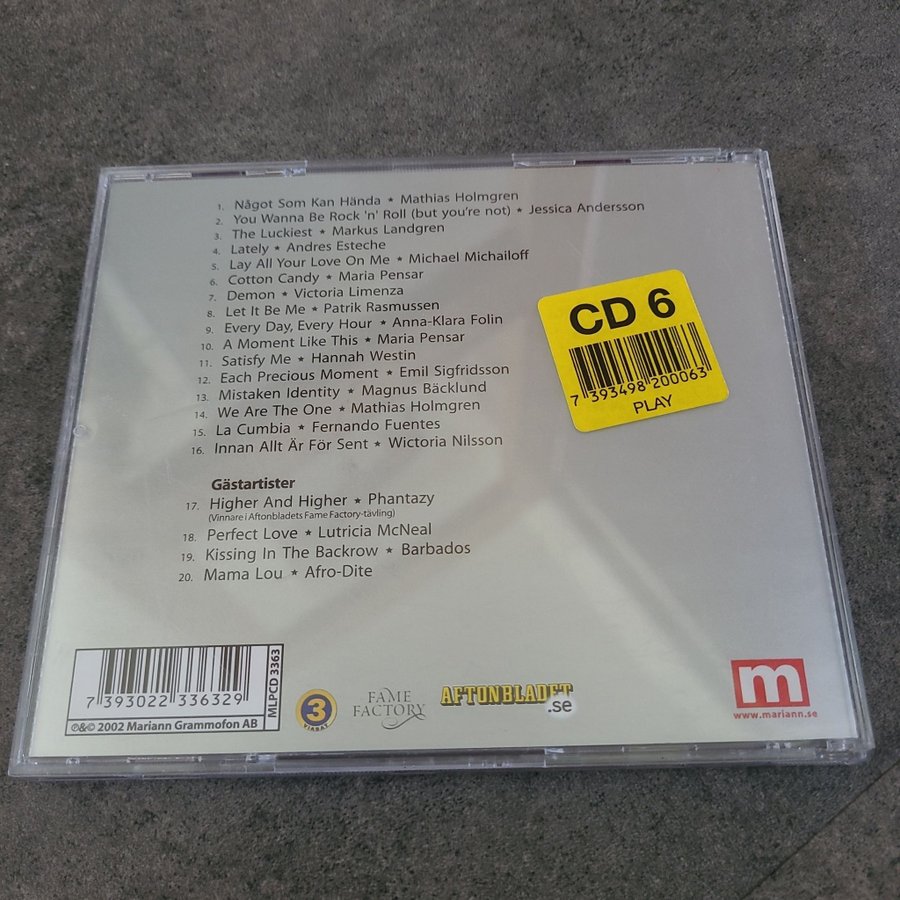 1. Något Som Kan Hända ★ Mathias Holmgren
2. You Wanna Be Rock 'n' Roll (but you're not) ★ Jessica Andersson
3. The Luckiest ★ Markus Landgren
4. Lately ★ Andres Esteche
5. Lay All Your Love On Me ★ Michael Michailoff
6. Cotton Candy ★ Maria Pensar
7. Demon ★ Victoria Limenza
8. Let It Be Me ★ Patrik Rasmussen
9. Every Day, Every Hour ★ Anna-Klara Folin
10. A Moment Like This ★ Maria Pensar
11. Satisfy Me ★ Hannah Westin
12. Each Precious Moment ★ Emil Sigfridsson
13. Mistaken Identity ★ Magnus Bäcklund
14. We Are The One ★ Mathias Holmgren
15. La Cumbia ★ Fernando Fuentes
16. Innan Allt Är För Sent ★ Wictoria Nilsson
Gästartister
17. Higher And Higher ★ Phantazy
(Vinnare i Aftonbladets Fame Factory-tävling)
18. Perfect Love ★ Lutricia McNeal
19. Kissing In The Backrow ★ Barbados
20. Mama Lou ★ Afro-Dite
CD 6
7 393498 200063
PLAY
7 393022 336329
℗&© 2002 Mariann Grammofon AB
MLPCD 3363
3
VIASAT
FAME
FACTORY
AFTONBLADET
.se
m
www.mariann.se